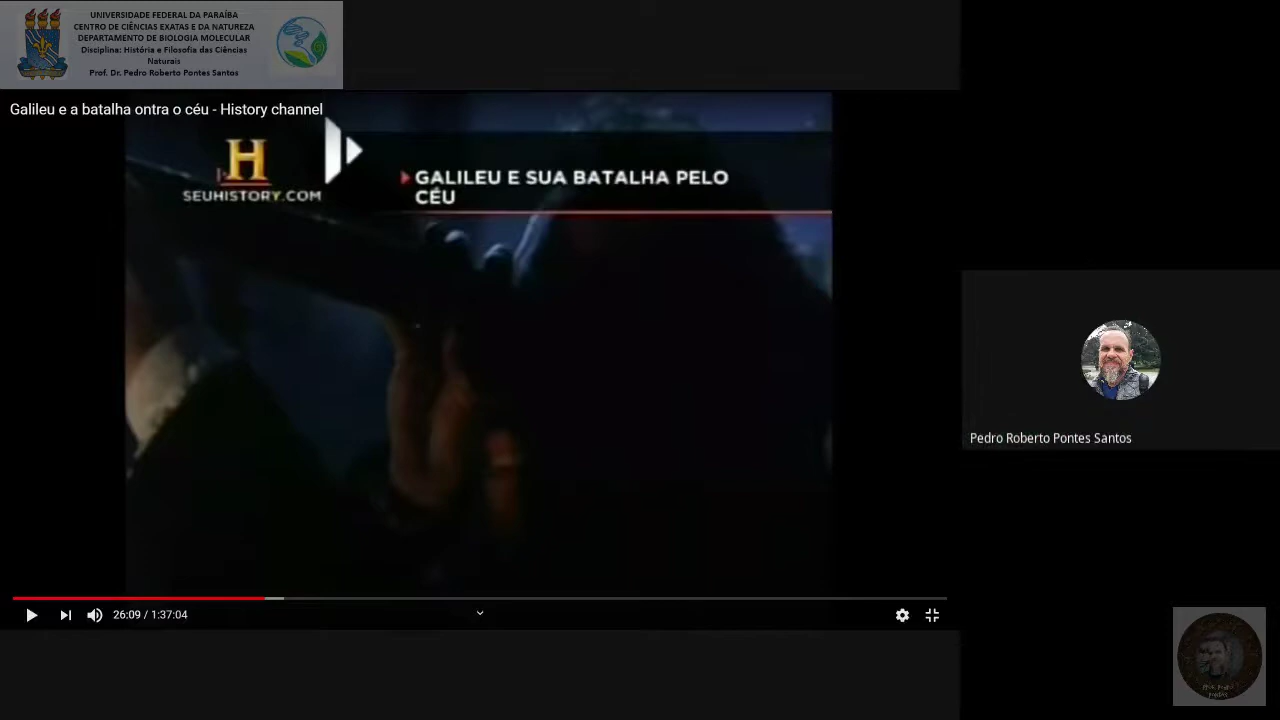 UNIVERSIDADE FEDERAL DA PARAÍBA
CENTRO DE CIÊNCIAS EXATAS E DA NATUREZA
DEPARTAMENTO DE BIOLOGIA MOLECULAR
Disciplina: História e Filosofia das Ciências
Naturais
Prof. Dr. Pedro Roberto Pontes Santos
Galileu e a batalha ontra o céu - History channel
H
SEUHISTORY.COM
GALILEU E SUA BATALHA PELO
CÉU
Pedro Roberto Pontes Santos
26:09 / 1:37:04